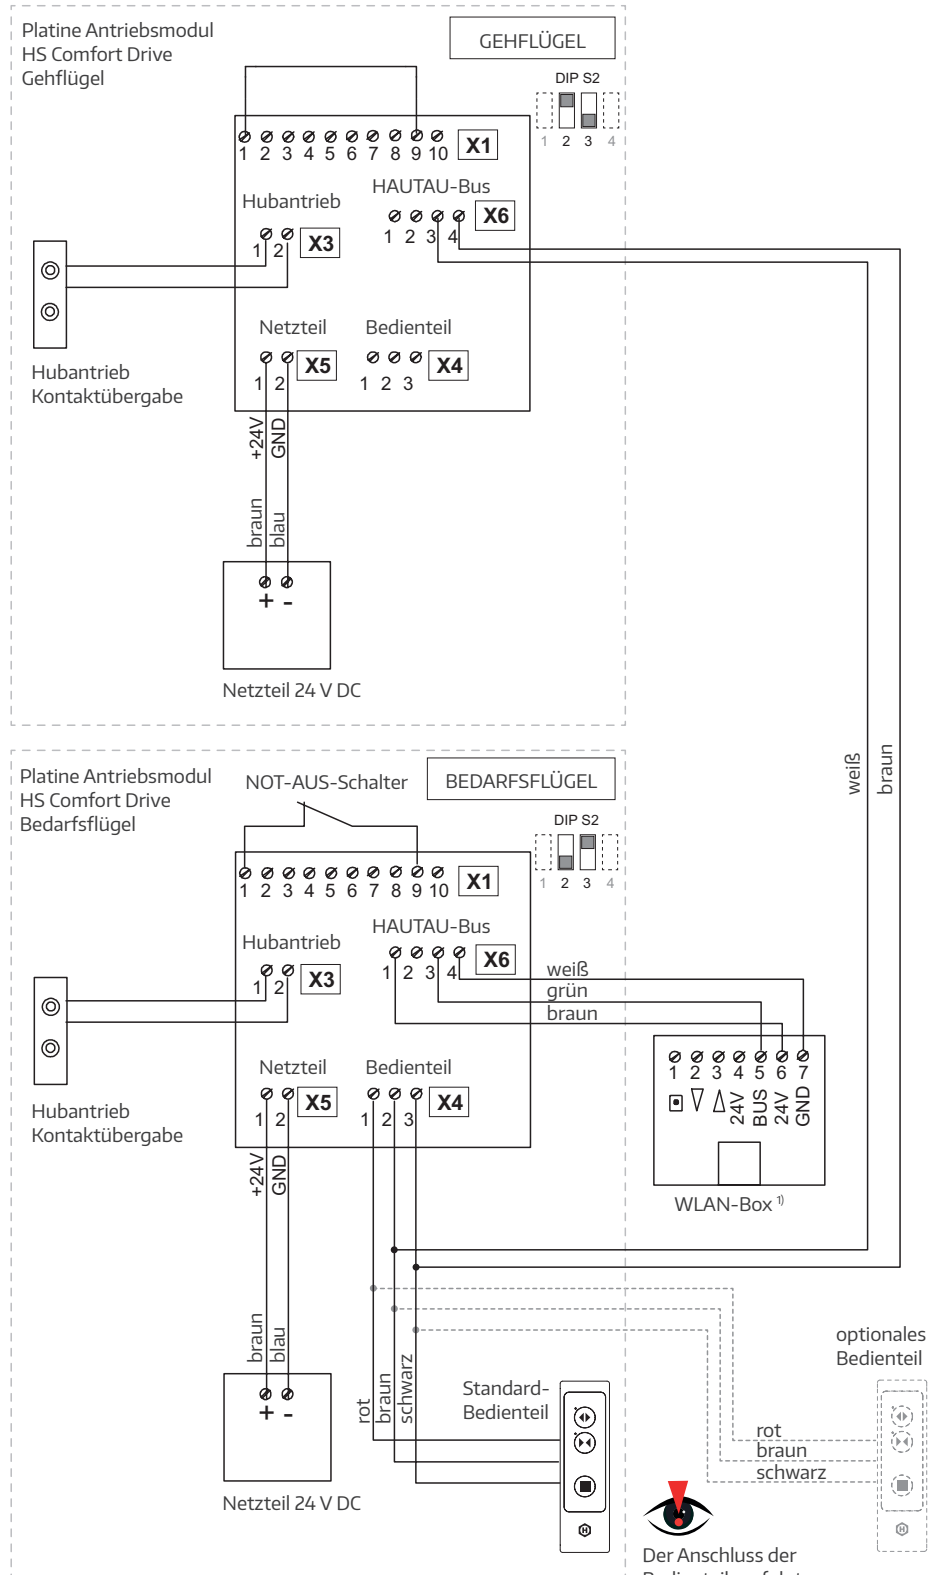 Platine Antriebsmodul
HS Comfort Drive
Gehflügel
GEHFLÜGEL
DIP S2
1 2 3 4
1 2 3 4 5 6 7 8 9 10
X1
Hubantrieb
1 2
X3
HAUTAU-Bus
1 2 3 4
X6
Hubantrieb
Kontaktübergabe
Netzteil
1 2
X5
Bedienteil
1 2 3
X4
+24V
GND
braun
blau
+ -
Netzteil 24 V DC
weiß
braun
Platine Antriebsmodul
HS Comfort Drive
Bedarfsflügel
NOT-AUS-Schalter
BEDARFSFLÜGEL
DIP S2
1 2 3 4
1 2 3 4 5 6 7 8 9 10
X1
Hubantrieb
1 2
X3
HAUTAU-Bus
1 2 3 4
X6
weiß
grün
braun
Hubantrieb
Kontaktübergabe
Netzteil
1 2
X5
Bedienteil
1 2 3
X4
1 2 3 4 5 6 7
24V
BUS
24V
GND
WLAN-Box 1)
+24V
GND
braun
blau
+ -
Netzteil 24 V DC
rot
braun
schwarz
Standard-
Bedienteil
H
optionales
Bedienteil
rot
braun
schwarz
H
Der Anschluss der